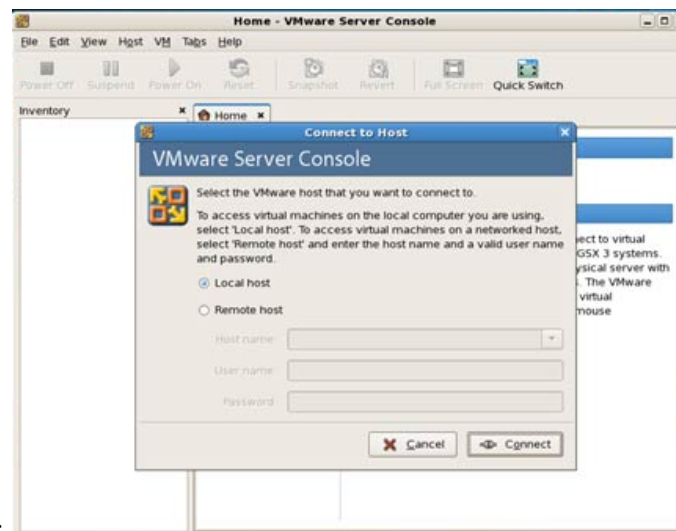 Home - VMware Server Console
File Edit View Host VM Tabs Help
Power Off Suspend Power On Reset Snapshot Revert Full Screen Quick Switch
Inventory
Home
Connect to Host
VMware Server Console
Select the VMware host that you want to connect to.
To access virtual machines on the local computer you are using,
select 'Local host'. To access virtual machines on a networked host,
select 'Remote host' and enter the host name and a valid user name
and password.
Local host
Remote host
Host name
User name
Password
Cancel
Connect
ect to virtual
GSX 3 systems.
ysical server with
. The VMware
virtual
mouse